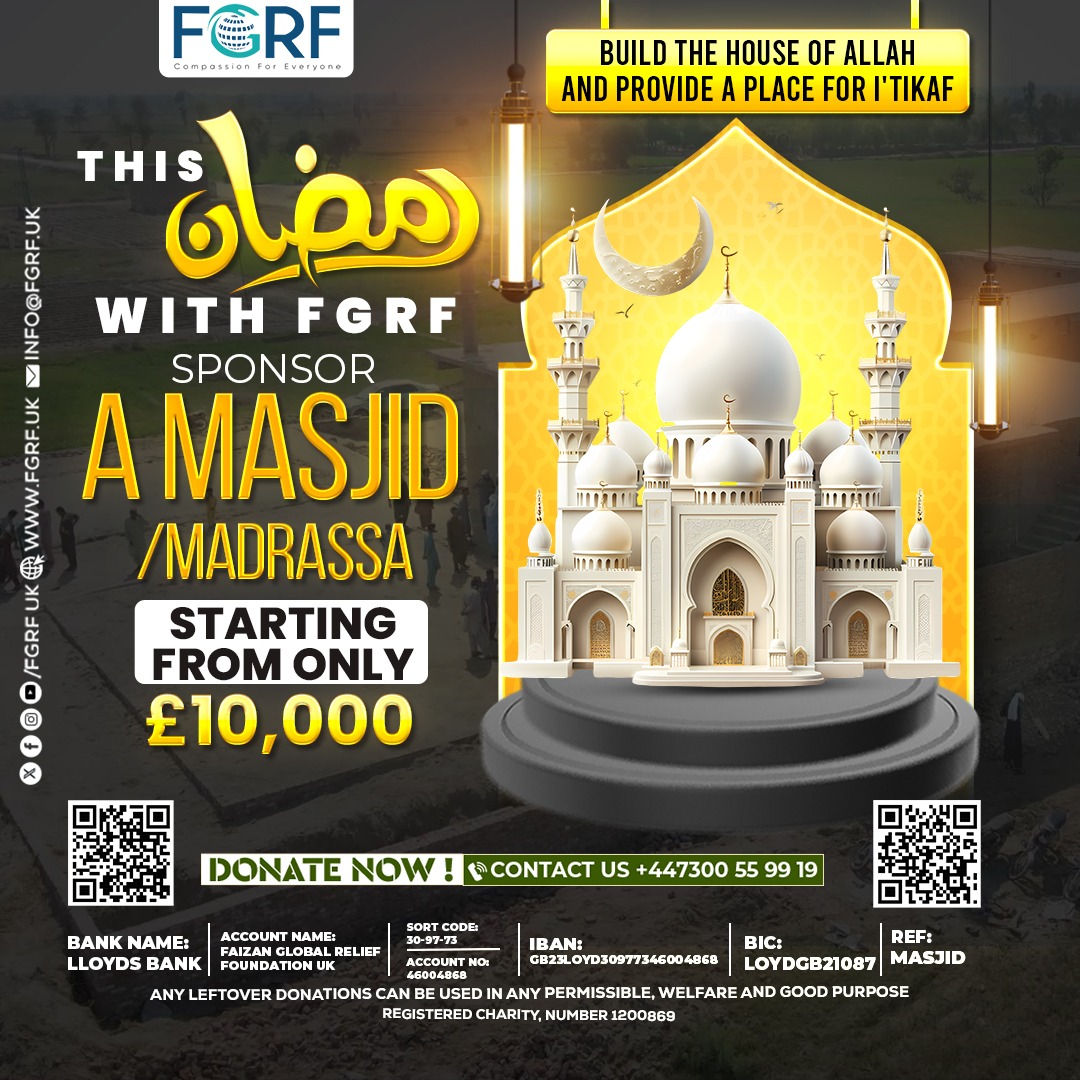 FGRF
Compassion For Everyone
BUILD THE HOUSE OF ALLAH
AND PROVIDE A PLACE FOR I'TIKAF
THIS
رمضان
WITH FGRF
SPONSOR
A MASJID
/MADRASSA
STARTING
FROM ONLY
£10,000
/FGRF UK WWW.FGRF.UK INFO@FGRF.UK
DONATE NOW ! CONTACT US +447300 55 99 19
BANK NAME:
LLOYDS BANK
ACCOUNT NAME:
FAIZAN GLOBAL RELIEF
FOUNDATION UK
SORT CODE:
30-97-73
ACCOUNT NO:
46004868
IBAN:
GB23LOYD30977346004868
BIC:
LOYDGB21087
REF:
MASJID
ANY LEFTOVER DONATIONS CAN BE USED IN ANY PERMISSIBLE, WELFARE AND GOOD PURPOSE
REGISTERED CHARITY, NUMBER 1200869